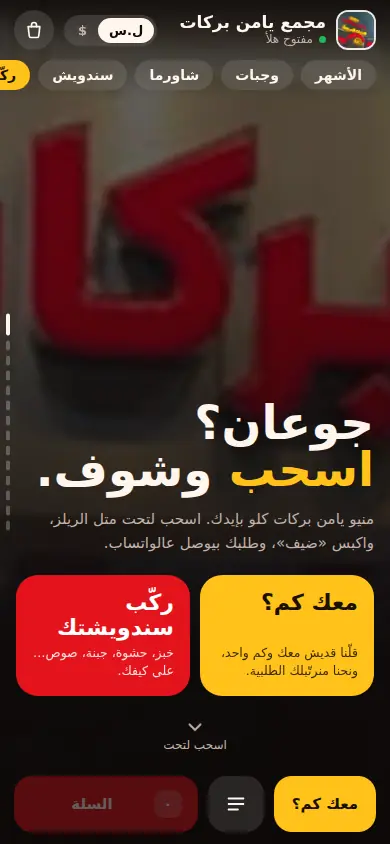 مجمع يامن بركات
مفتوح هلأ
ل.س
$
الأشهر
وجبات
شاورما
سندويش
جوعان؟
اسحب وشوف.
منيو يامن بركات كلو بإيدك. اسحب لتحت متل الريلز،
واكبس «ضيف»، وطلبك بيوصل عالواتساب.
معك كم؟
قلّنا قديش معك وكم واحد،
ونحنا منرتّبلك الطلبية.
ركّب
سندويشتك
خبز، حشوة، جبنة، صوص…
على كيفك.
اسحب لتحت
معك كم؟
السلة